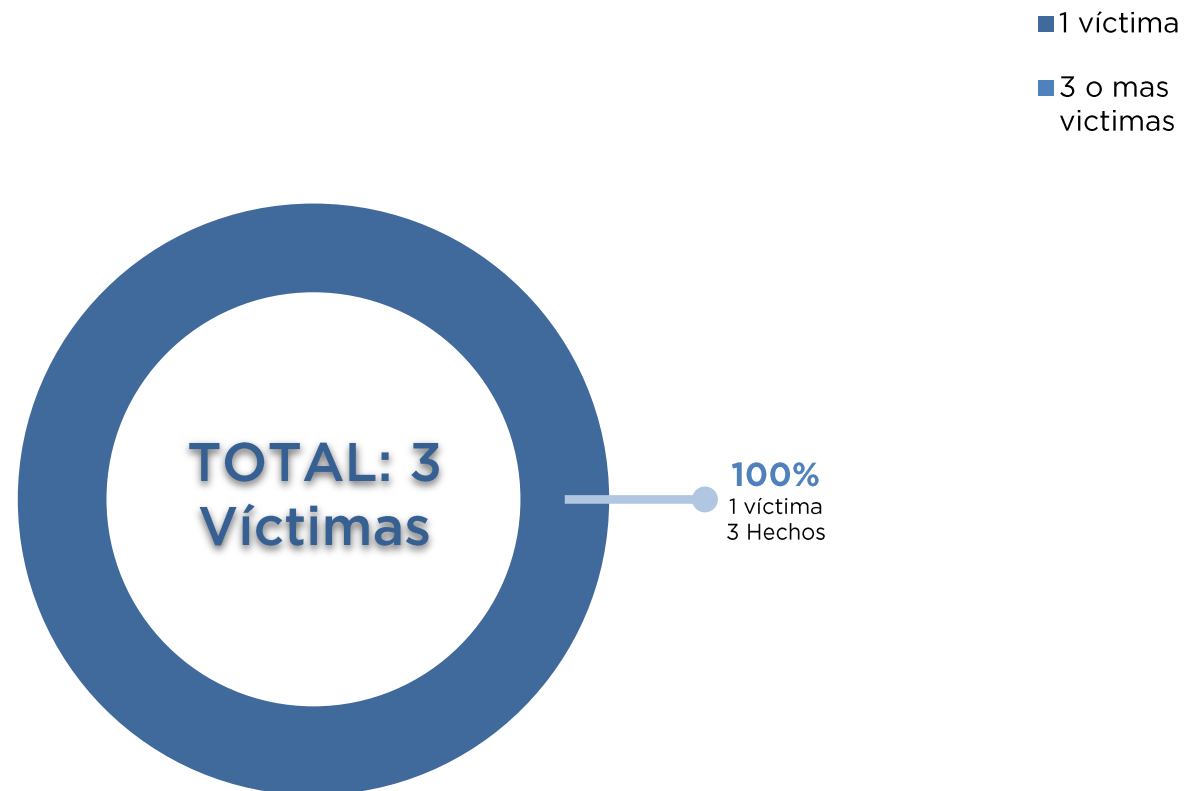 1 víctima
3 o mas
victimas
TOTAL: 3
Víctimas
100%
1 víctima
3 Hechos